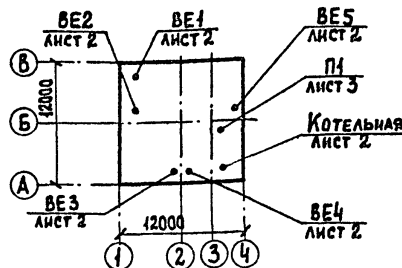 ВЕ2
лист 2
ВЕ1
лист 2
ВЕ5
лист 2
П1
лист 3
Котельная
лист 2
В
Б
А
12000
ВЕ3
лист 2
12000
ВЕ4
лист 2
1
2
3
4